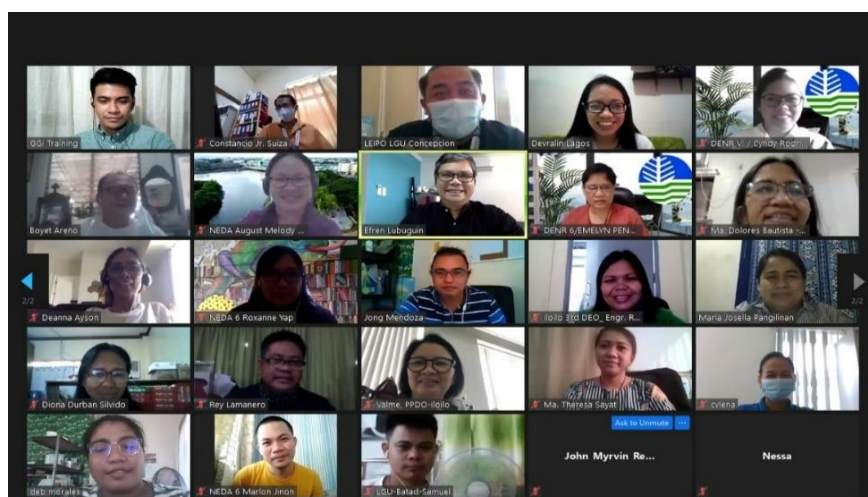 GGI Training
Constancio Jr. Suiza
LEIPO LGU Concepcion
Devralin Lagos
DENR VI / Cyndy Rodri...
Boyet Areno
NEDA August Melody ...
Efren Lubuguin
DENR 6/EMELYN PEN...
Ma. Dolores Bautista -...
2/2
2/2
Deanna Ayson
NEDA 6 Roxanne Yap
Jong Mendoza
Iloilo 3rd DEO_ Engr. R...
Maria Josella Pangilinan
Diona Durban Silvido
Rey Lamanero
Valme, PPDO-Iloilo
Ma. Theresa Sayat
cviena
Ask to Unmute ...
John Myrvin Re...
Nessa
deb morales
NEDA 6 Marlon Jinon
LGU-Batad-Samuel